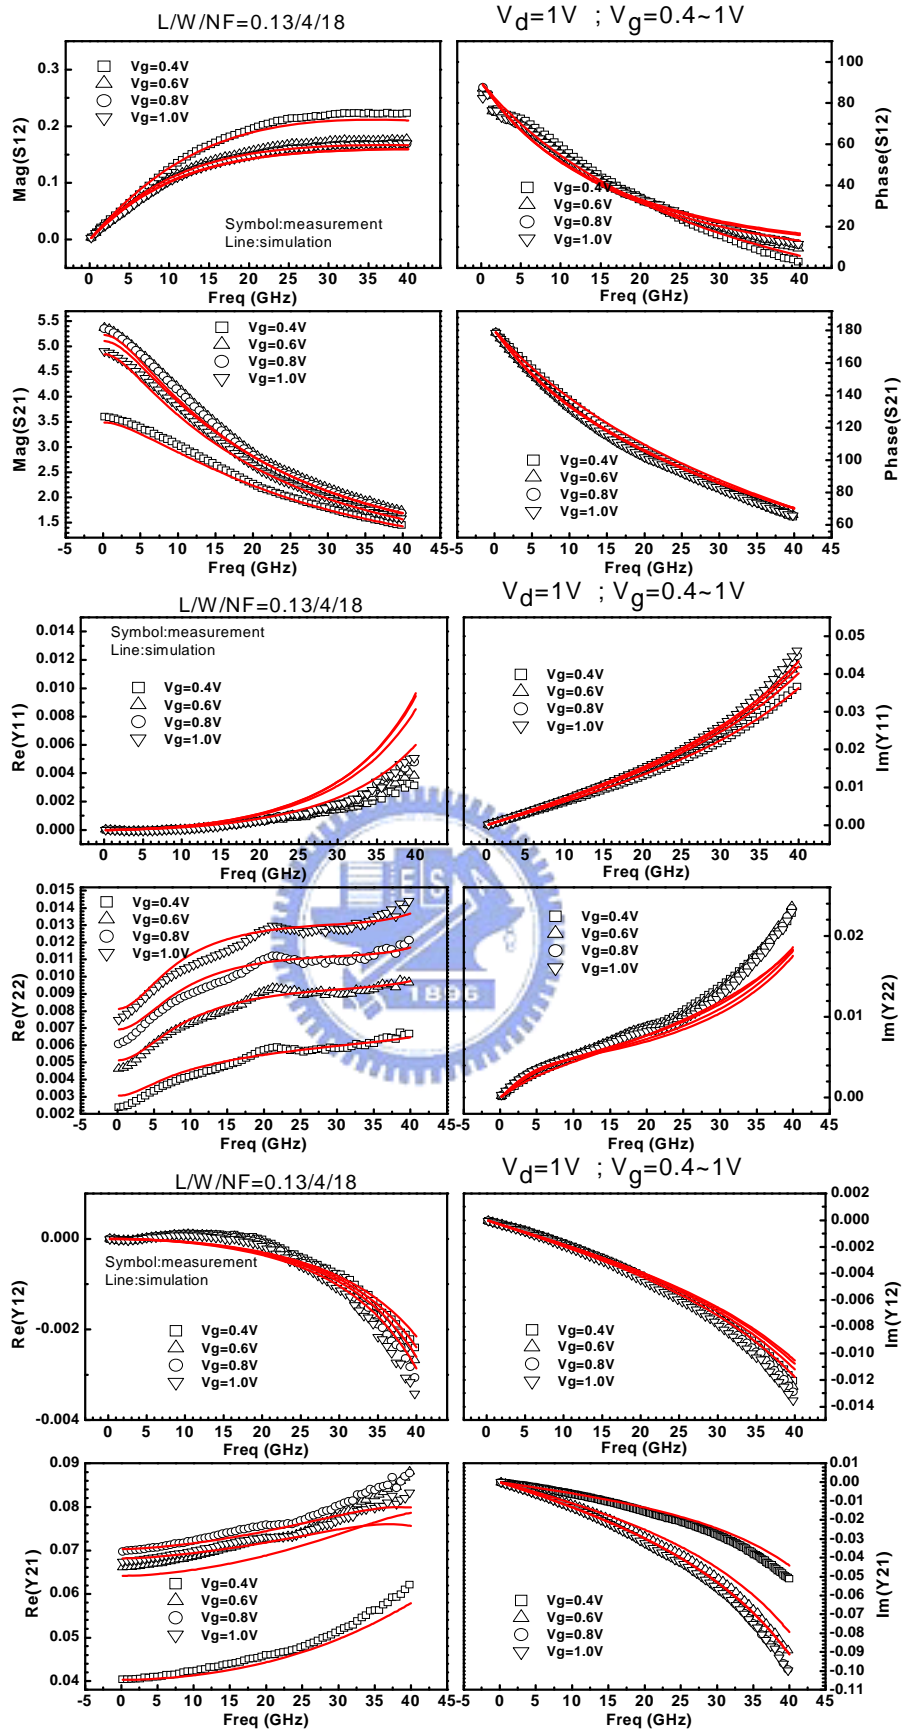 L/W/NF=0.13/4/18
Vd=1V ; Vg=0.4~1V
Mag(S12)
0.3
0.2
0.1
0.0
Vg=0.4V
Vg=0.6V
Vg=0.8V
Vg=1.0V
Symbol:measurement
Line:simulation
-5 0 5 10 15 20 25 30 35 40 45
Freq (GHz)
Vg=0.4V
Vg=0.6V
Vg=0.8V
Vg=1.0V
100
80
60
40
20
0
Phase(S12)
-5 0 5 10 15 20 25 30 35 40 45
Freq (GHz)
Mag(S21)
5.5
5.0
4.5
4.0
3.5
3.0
2.5
2.0
1.5
Vg=0.4V
Vg=0.6V
Vg=0.8V
Vg=1.0V
-5 0 5 10 15 20 25 30 35 40 45
Freq (GHz)
Vg=0.4V
Vg=0.6V
Vg=0.8V
Vg=1.0V
180
160
140
120
100
80
60
Phase(S21)
-5 0 5 10 15 20 25 30 35 40 45
Freq (GHz)
L/W/NF=0.13/4/18
Vd=1V ; Vg=0.4~1V
Re(Y11)
0.014
0.012
0.010
0.008
0.006
0.004
0.002
0.000
Symbol:measurement
Line:simulation
Vg=0.4V
Vg=0.6V
Vg=0.8V
Vg=1.0V
-5 0 5 10 15 20 25 30 35 40 45
Freq (GHz)
Vg=0.4V
Vg=0.6V
Vg=0.8V
Vg=1.0V
0.05
0.04
0.03
0.02
0.01
0.00
Im(Y11)
-5 0 5 10 15 20 25 30 35 40 45
Freq (GHz)
Re(Y22)
0.015
0.014
0.013
0.012
0.011
0.010
0.009
0.008
0.007
0.006
0.005
0.004
0.003
0.002
Vg=0.4V
Vg=0.6V
Vg=0.8V
Vg=1.0V
-5 0 5 10 15 20 25 30 35 40 45
Freq (GHz)
Vg=0.4V
Vg=0.6V
Vg=0.8V
Vg=1.0V
0.02
0.01
0.00
Im(Y22)
-5 0 5 10 15 20 25 30 35 40 45
Freq (GHz)
E S
1896
L/W/NF=0.13/4/18
Vd=1V ; Vg=0.4~1V
Re(Y12)
0.000
-0.002
-0.004
Symbol:measurement
Line:simulation
Vg=0.4V
Vg=0.6V
Vg=0.8V
Vg=1.0V
0 5 10 15 20 25 30 35 40
Freq (GHz)
Vg=0.4V
Vg=0.6V
Vg=0.8V
Vg=1.0V
0.002
0.000
-0.002
-0.004
-0.006
-0.008
-0.010
-0.012
-0.014
Im(Y12)
0 5 10 15 20 25 30 35 40
Freq (GHz)
Re(Y21)
0.09
0.08
0.07
0.06
0.05
0.04
Vg=0.4V
Vg=0.6V
Vg=0.8V
Vg=1.0V
-5 0 5 10 15 20 25 30 35 40 45
Freq (GHz)
Vg=0.4V
Vg=0.6V
Vg=0.8V
Vg=1.0V
0.01
0.00
-0.01
-0.02
-0.03
-0.04
-0.05
-0.06
-0.07
-0.08
-0.09
-0.10
-0.11
Im(Y21)
-5 0 5 10 15 20 25 30 35 40 45
Freq (GHz)